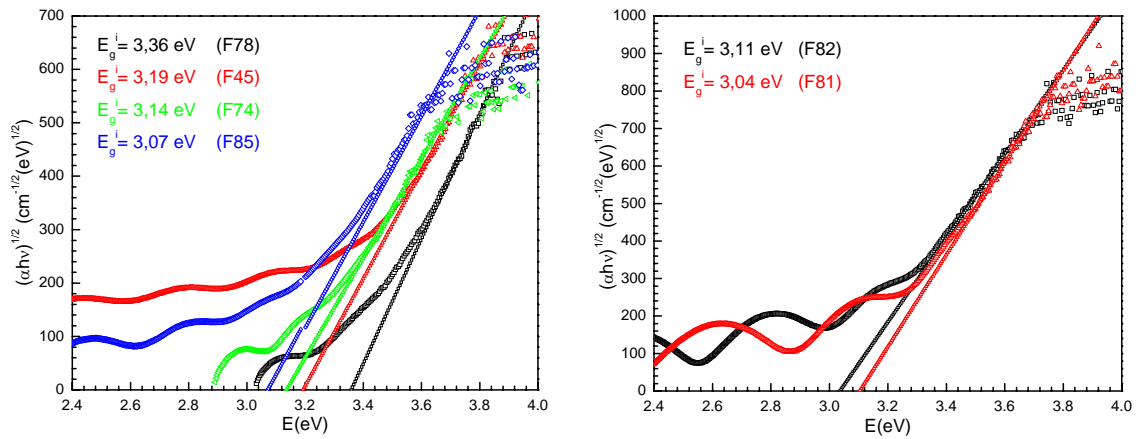 700
600
500
400
300
200
100
0
(αhν)^1/2 (cm^-1/2(eV)^1/2)
E_g^i= 3,36 eV (F78)
E_g^i= 3,19 eV (F45)
E_g^i= 3,14 eV (F74)
E_g^i= 3,07 eV (F85)
2.4 2.6 2.8 3.0 3.2 3.4 3.6 3.8 4.0
E(eV)
1000
900
800
700
600
500
400
300
200
100
0
(αhν)^1/2 (cm^-1/2(eV)^1/2)
E_g^i= 3,11 eV (F82)
E_g^i= 3,04 eV (F81)
2.4 2.6 2.8 3.0 3.2 3.4 3.6 3.8 4.0
E(eV)